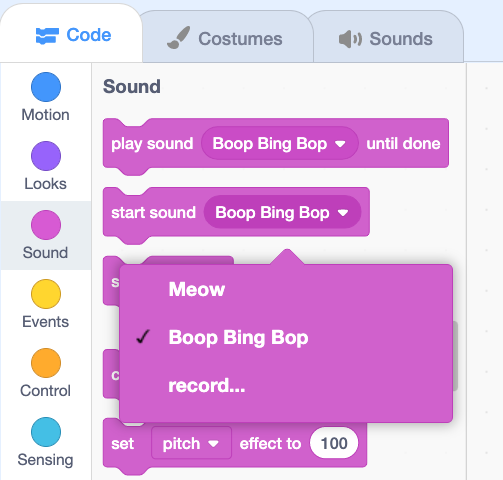 Code Costumes Sounds
Sound
Motion
Looks
Sound
Events
Control
Sensing
play sound Boop Bing Bop until done
start sound Boop Bing Bop
Meow
✓ Boop Bing Bop
record...
set pitch effect to 100